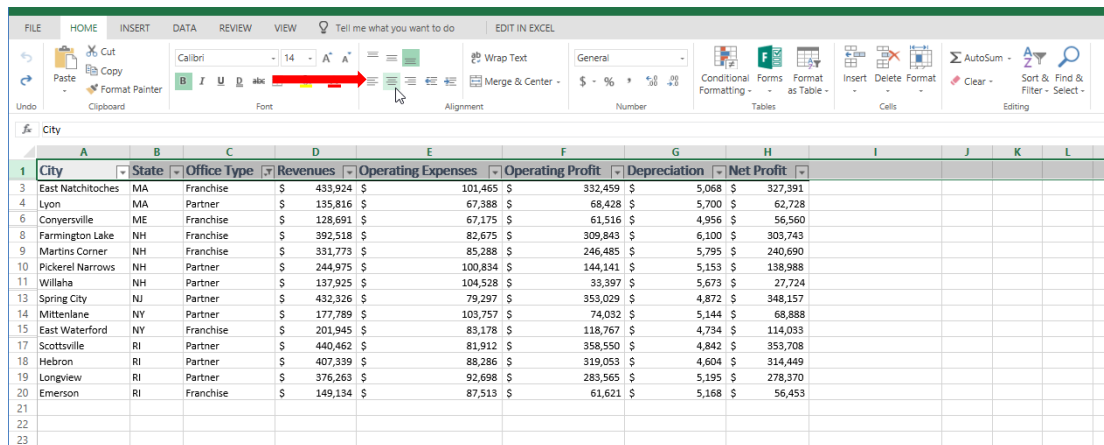 FILE HOME INSERT DATA REVIEW VIEW Tell me what you want to do EDIT IN EXCEL
Cut
Copy
Format Painter
Paste
Undo Clipboard
Calibri 14 A A
B I U D abc
Font
Wrap Text
Merge & Center
Alignment
General
$ % , .0 .00 .00 .0
Number
Conditional Formatting Forms Format as Table
Tables
Insert Delete Format
Cells
AutoSum
Clear
Sort & Filter Find & Select
Editing
fx City
A B C D E F G H I J K L
1 City State Office Type Revenues Operating Expenses Operating Profit Depreciation Net Profit
3 East Natchitoches MA Franchise $ 433,924 $ 101,465 $ 332,459 $ 5,068 $ 327,391
4 Lyon MA Partner $ 135,816 $ 67,388 $ 68,428 $ 5,700 $ 62,728
6 Conyersville ME Franchise $ 128,691 $ 67,175 $ 61,516 $ 4,956 $ 56,560
8 Farmington Lake NH Franchise $ 392,518 $ 82,675 $ 309,843 $ 6,100 $ 303,743
9 Martins Corner NH Franchise $ 331,773 $ 85,288 $ 246,485 $ 5,795 $ 240,690
10 Pickerel Narrows NH Partner $ 244,975 $ 100,834 $ 144,141 $ 5,153 $ 138,988
11 Willaha NH Partner $ 137,925 $ 104,528 $ 33,397 $ 5,673 $ 27,724
13 Spring City NJ Partner $ 432,326 $ 79,297 $ 353,029 $ 4,872 $ 348,157
14 Mittenlane NY Partner $ 177,789 $ 103,757 $ 74,032 $ 5,144 $ 68,888
15 East Waterford NY Franchise $ 201,945 $ 83,178 $ 118,767 $ 4,734 $ 114,033
17 Scottsville RI Partner $ 440,462 $ 81,912 $ 358,550 $ 4,842 $ 353,708
18 Hebron RI Partner $ 407,339 $ 88,286 $ 319,053 $ 4,604 $ 314,449
19 Longview RI Partner $ 376,263 $ 92,698 $ 283,565 $ 5,195 $ 278,370
20 Emerson RI Franchise $ 149,134 $ 87,513 $ 61,621 $ 5,168 $ 56,453
21
22
23